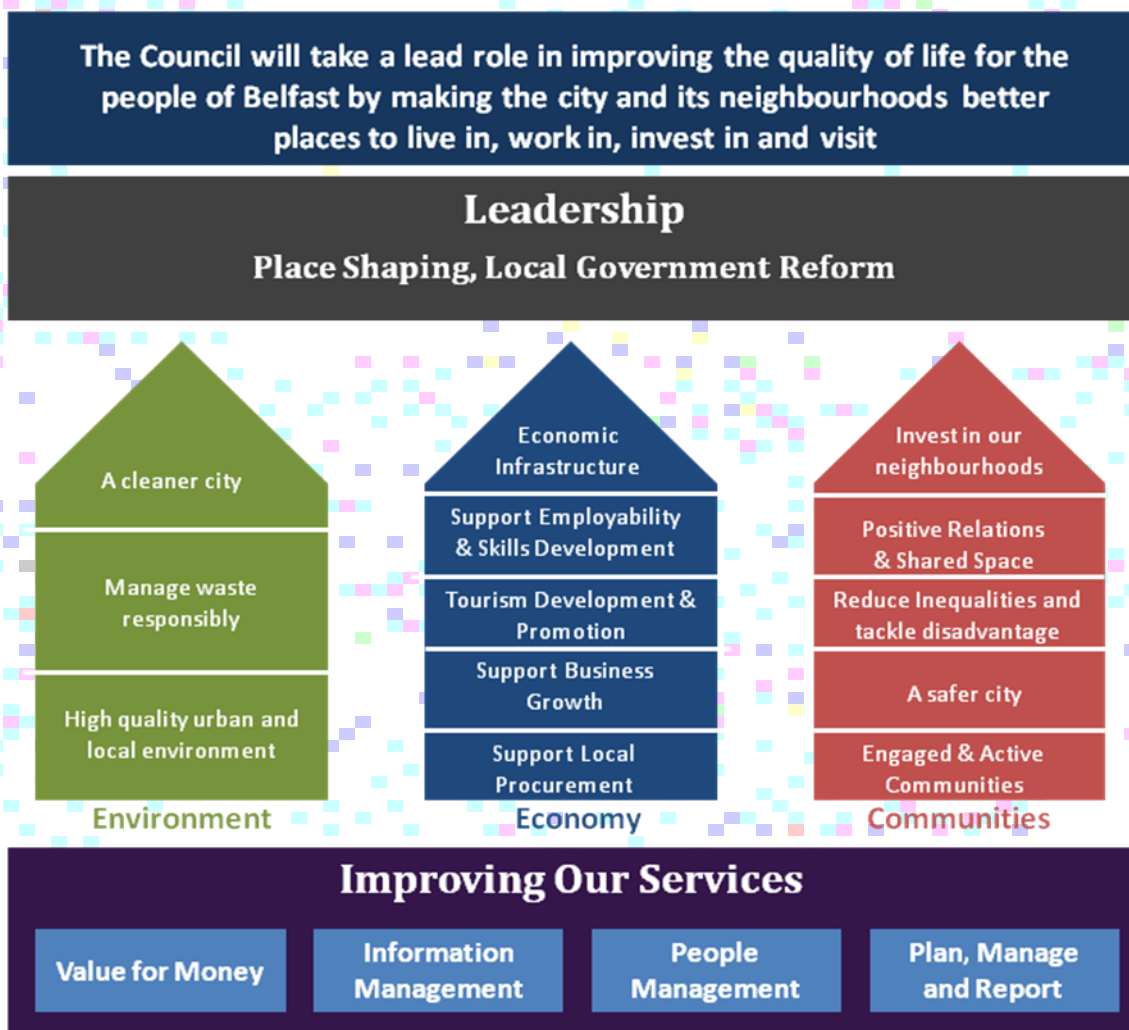 The Council will take a lead role in improving the quality of life for the
people of Belfast by making the city and its neighbourhoods better
places to live in, work in, invest in and visit
Leadership
Place Shaping, Local Government Reform
A cleaner city
Manage waste
responsibly
High quality urban and
local environment
Environment
Economic
Infrastructure
Support Employability
& Skills Development
Tourism Development &
Promotion
Support Business
Growth
Support Local
Procurement
Economy
Invest in our
neighbourhoods
Positive Relations
& Shared Space
Reduce Inequalities and
tackle disadvantage
A safer city
Engaged & Active
Communities
Communities
Improving Our Services
Value for Money
Information
Management
People
Management
Plan, Manage
and Report